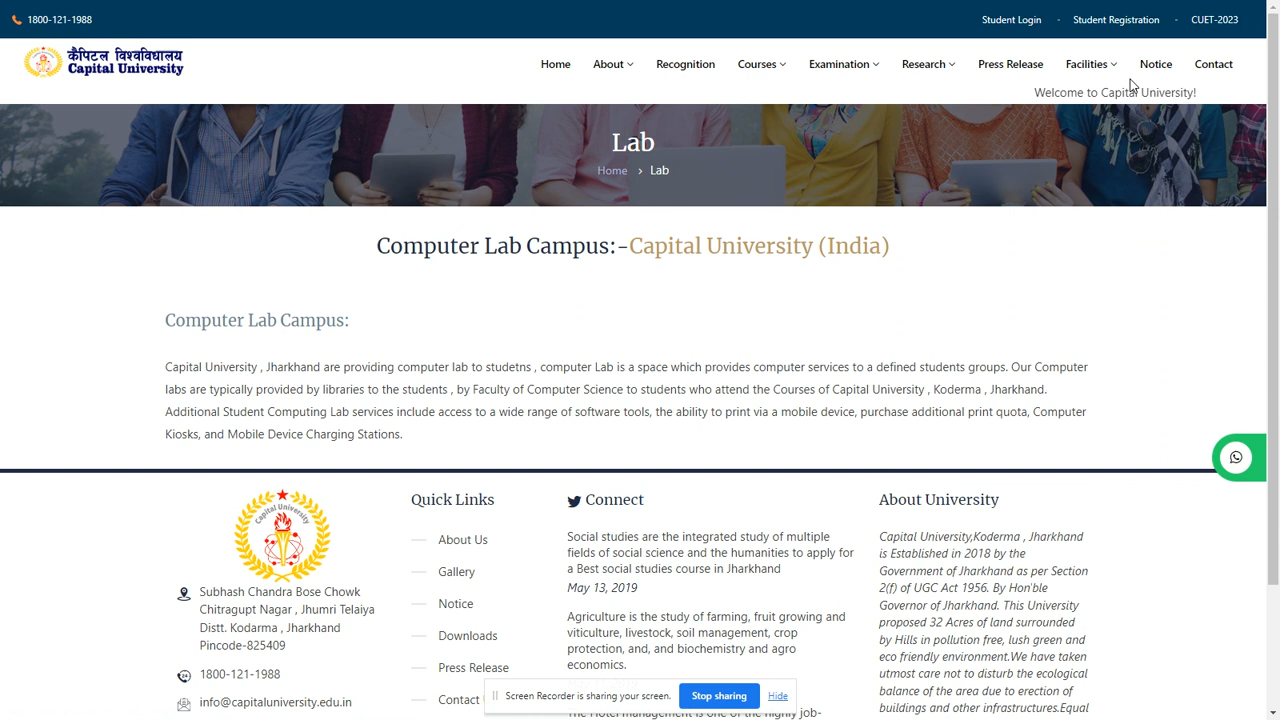 1800-121-1988
Student Login - Student Registration - CUET-2023
कैपिटल विश्वविद्यालय
Capital University
Home About Recognition Courses Examination Research Press Release Facilities Notice Contact
Welcome to Capital University!
Lab
Home › Lab
Computer Lab Campus:-Capital University (India)
Computer Lab Campus:
Capital University , Jharkhand are providing computer lab to studetns , computer Lab is a space which provides computer services to a defined students groups. Our Computer
labs are typically provided by libraries to the students , by Faculty of Computer Science to students who attend the Courses of Capital University , Koderma , Jharkhand.
Additional Student Computing Lab services include access to a wide range of software tools, the ability to print via a mobile device, purchase additional print quota, Computer
Kiosks, and Mobile Device Charging Stations.
Capital University
Subhash Chandra Bose Chowk
Chitragupt Nagar , Jhumri Telaiya
Distt. Kodarma , Jharkhand
Pincode-825409
1800-121-1988
info@capitaluniversity.edu.in
Quick Links
About Us
Gallery
Notice
Downloads
Press Release
Contact
Connect
Social studies are the integrated study of multiple
fields of social science and the humanities to apply for
a Best social studies course in Jharkhand
May 13, 2019
Agriculture is the study of farming, fruit growing and
viticulture, livestock, soil management, crop
protection, and, and biochemistry and agro
economics.
The Hotel management is one of the highly job-
About University
Capital University,Koderma , Jharkhand
is Established in 2018 by the
Government of Jharkhand as per Section
2(f) of UGC Act 1956. By Hon'ble
Governor of Jharkhand. This University
proposed 32 Acres of land surrounded
by Hills in pollution free, lush green and
eco friendly environment.We have taken
utmost care not to disturb the ecological
balance of the area due to erection of
buildings and other infrastructures.Equal
Screen Recorder is sharing your screen. Stop sharing Hide